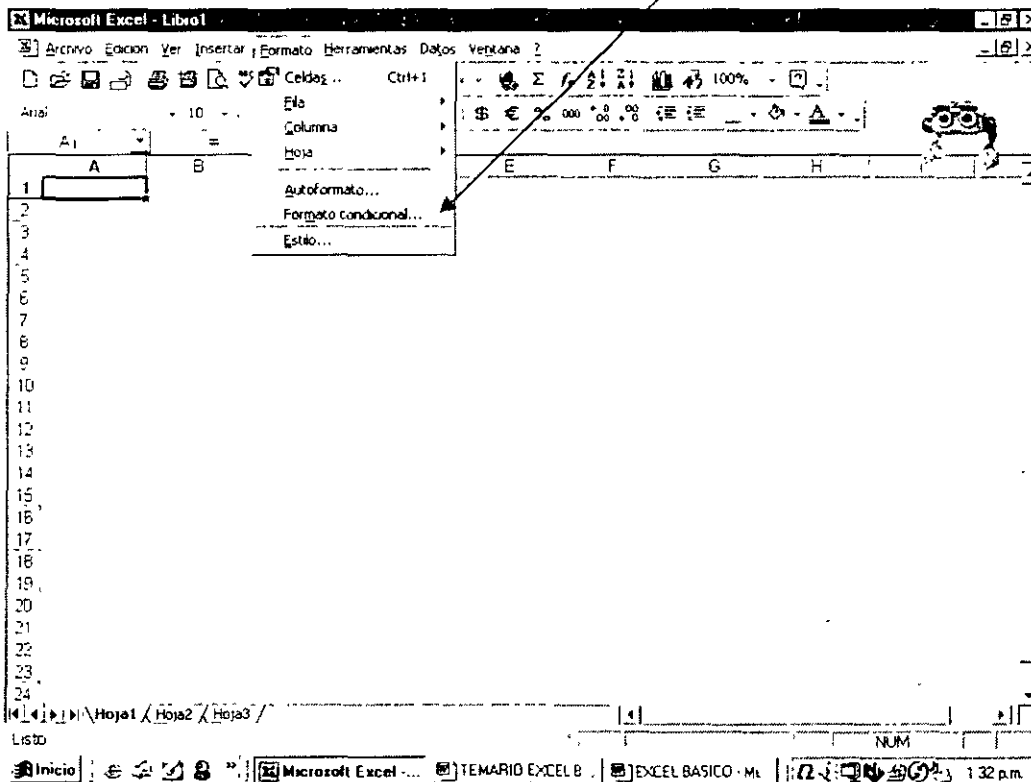 Microsoft Excel - Libro1
Archivo Edición Ver Insertar Formato Herramientas Datos Ventana ?
Celdas... Ctrl+1
100%
Arial 10
$ € % 000
Fila
Columna
Hoja
A1 =
A B E F G H
Autoformato...
Formato condicional...
Estilo...
1
2
3
4
5
6
7
8
9
10
11
12
13
14
15
16
17
18
19
20
21
22
23
24
Hoja1 Hoja2 Hoja3
Listo NUM
Inicio Microsoft Excel -... TEMARIO EXCEL B EXCEL BASICO - Mi 1 32 p.m.